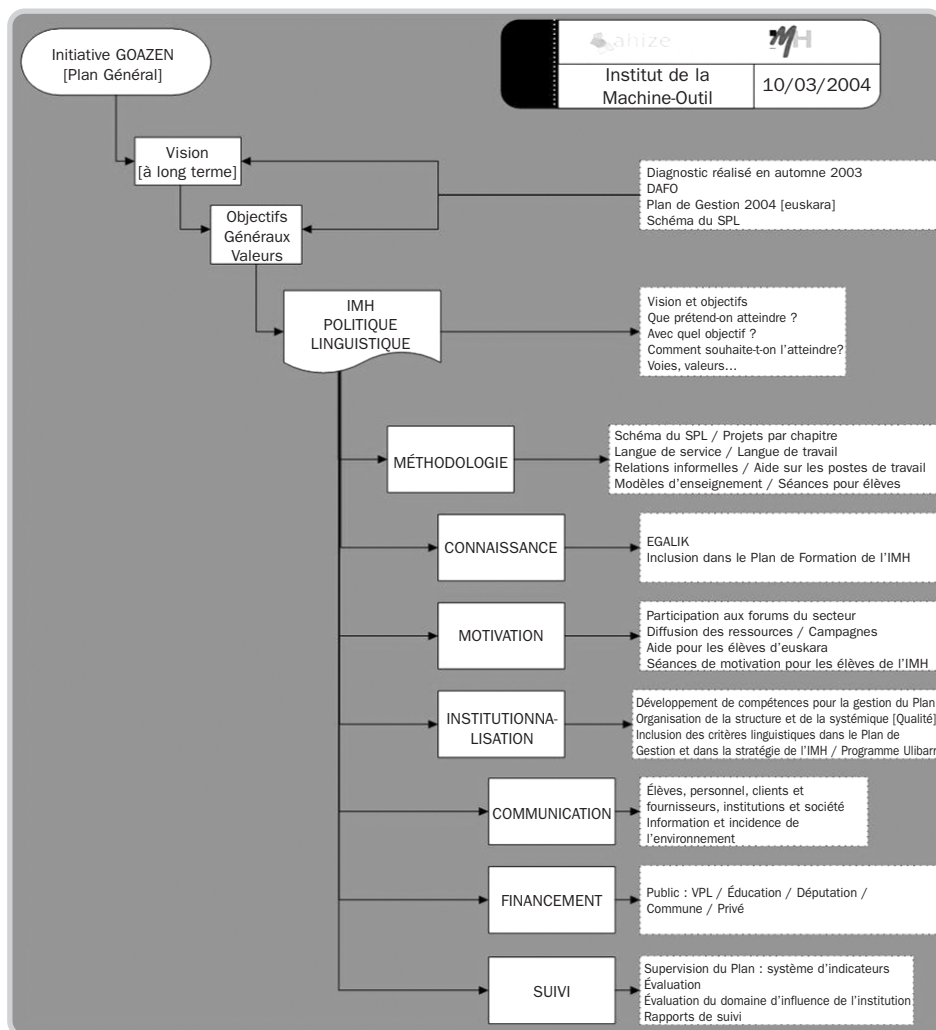 Initiative GOAZEN
[Plan Général]
ahize
MH
Institut de la
Machine-Outil
10/03/2004
Vision
[à long terme]
Diagnostic réalisé en automne 2003
DAFO
Plan de Gestion 2004 [euskara]
Schéma du SPL
Objectifs
Généraux
Valeurs
IMH
POLITIQUE
LINGUISTIQUE
Vision et objectifs
Que prétend-on atteindre ?
Avec quel objectif ?
Comment souhaite-t-on l'atteindre?
Voies, valeurs…
MÉTHODOLOGIE
Schéma du SPL / Projets par chapitre
Langue de service / Langue de travail
Relations informelles / Aide sur les postes de travail
Modèles d'enseignement / Séances pour élèves
CONNAISSANCE
EGALIK
Inclusion dans le Plan de Formation de l'IMH
MOTIVATION
Participation aux forums du secteur
Diffusion des ressources / Campagnes
Aide pour les élèves d'euskara
Séances de motivation pour les élèves de l'IMH
INSTITUTIONNA-
LISATION
Développement de compétences pour la gestion du Plan
Organisation de la structure et de la systémique [Qualité]
Inclusion des critères linguistiques dans le Plan de
Gestion et dans la stratégie de l'IMH / Programme Ulibarr
COMMUNICATION
Élèves, personnel, clients et
fournisseurs, institutions et société
Information et incidence de
l'environnement
FINANCEMENT
Public : VPL / Éducation / Députation /
Commune / Privé
SUIVI
Supervision du Plan : système d'indicateurs
Évaluation
Évaluation du domaine d'influence de l'institution
Rapports de suivi